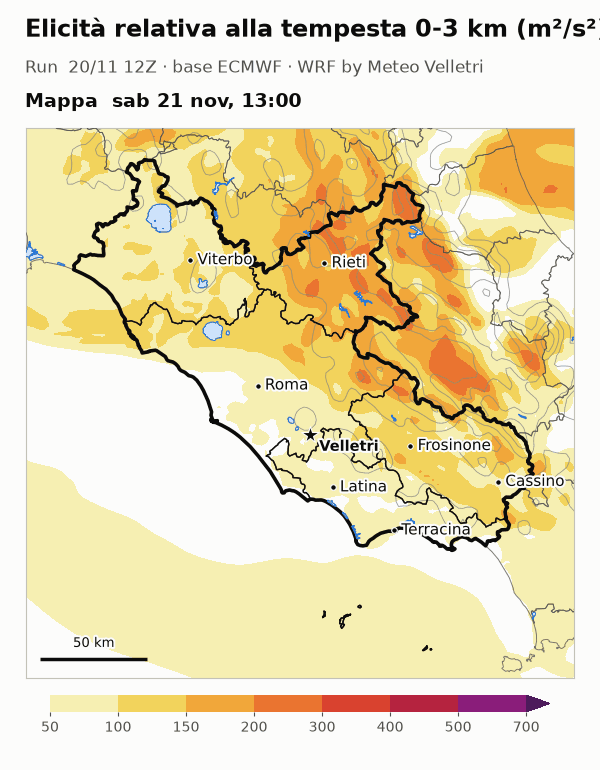 Elicità relativa alla tempesta 0-3 km (m²/s²)
Run 20/11 12Z · base ECMWF · WRF by Meteo Velletri
Mappa sab 21 nov, 13:00
Viterbo
Rieti
Roma
Velletri
Frosinone
Cassino
Latina
Terracina
50 km
50 100 150 200 300 400 500 700